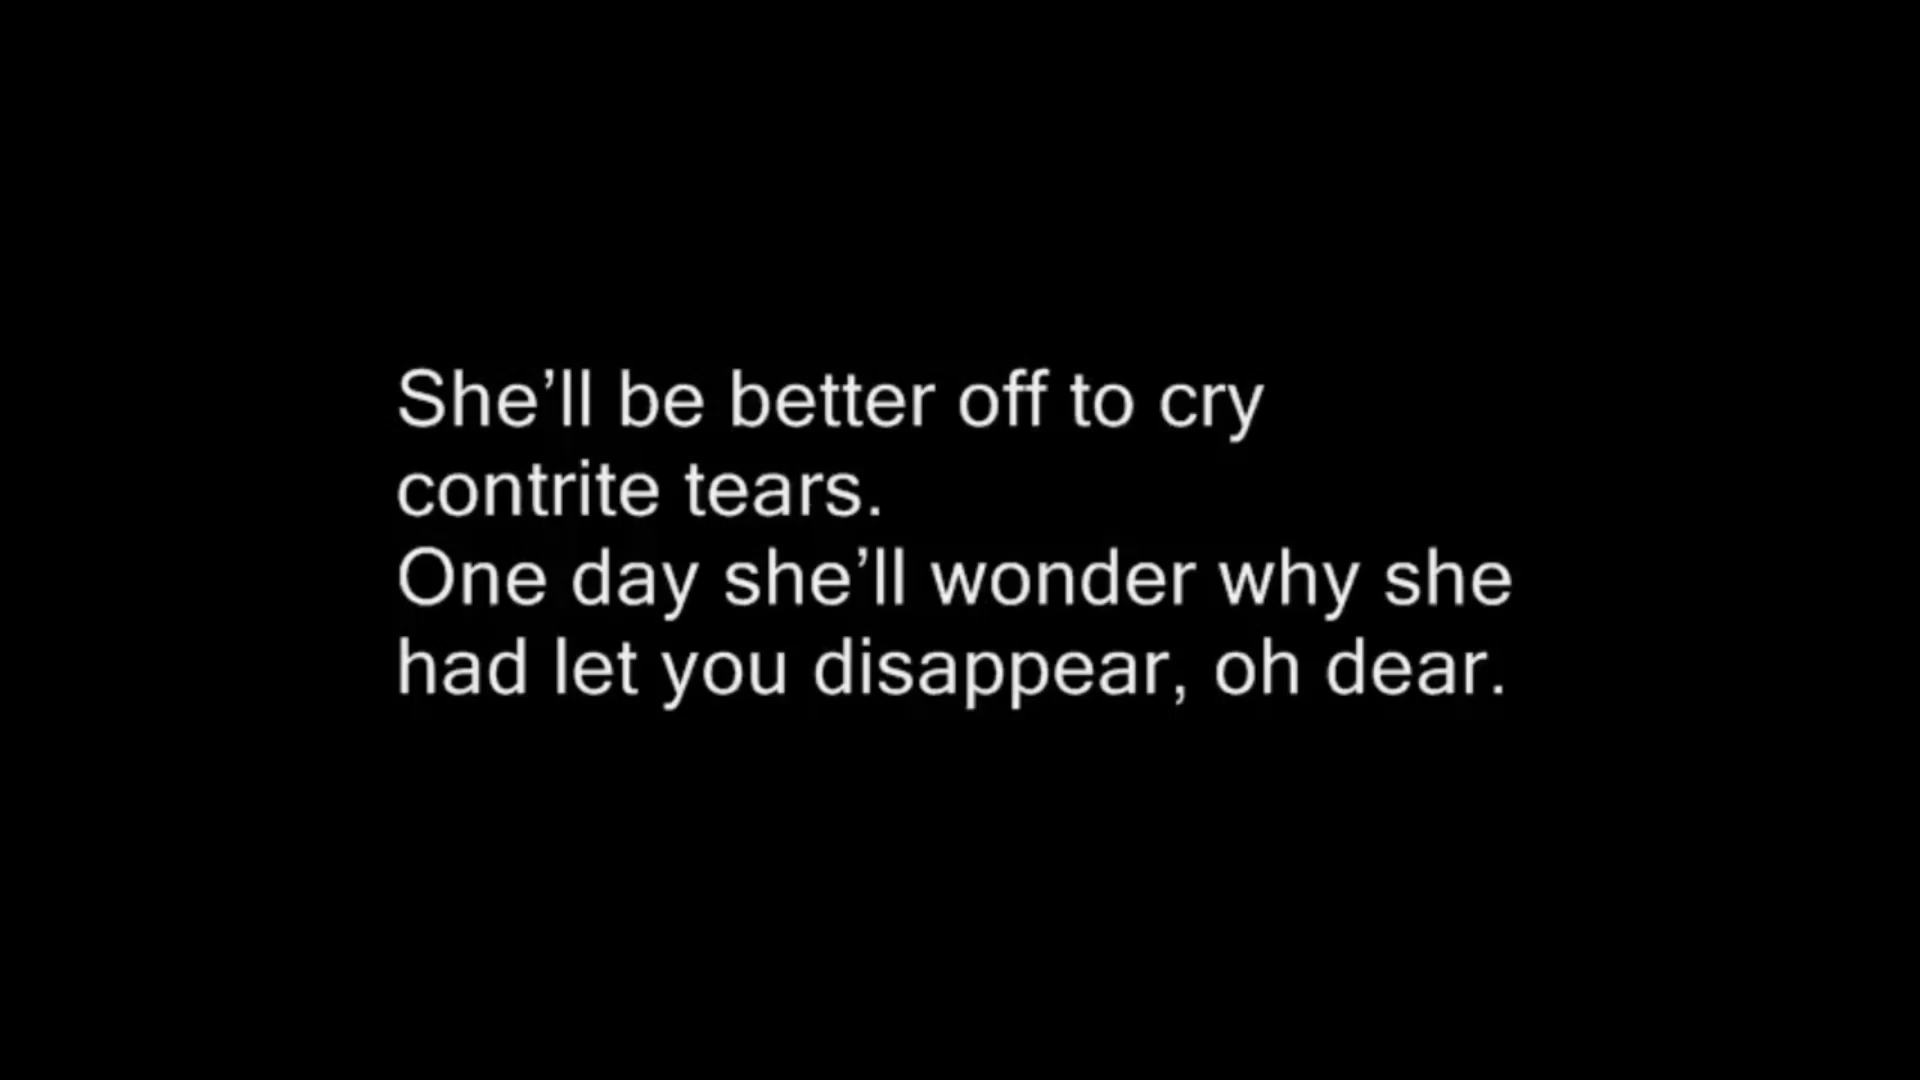 She’ll be better off to cry
contrite tears.
One day she’ll wonder why she
had let you disappear, oh dear.